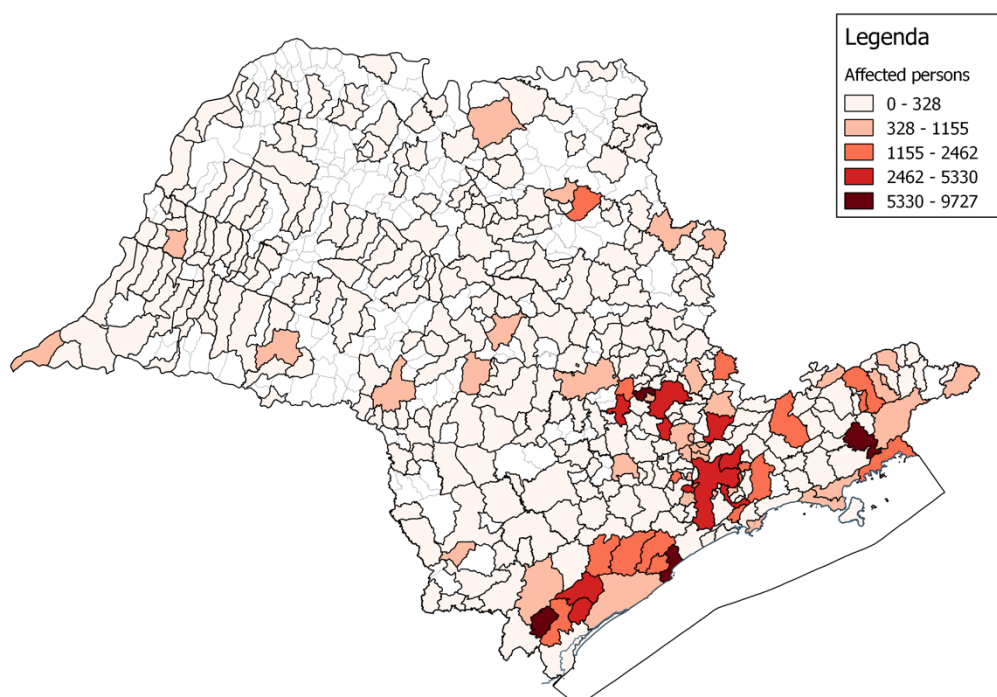 Legenda
Affected persons
0 - 328
328 - 1155
1155 - 2462
2462 - 5330
5330 - 9727